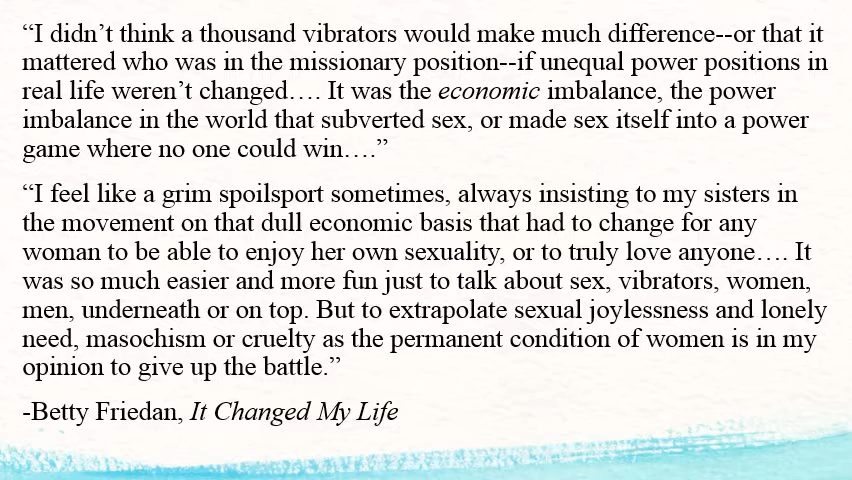 “I didn’t think a thousand vibrators would make much difference--or that it
mattered who was in the missionary position--if unequal power positions in
real life weren’t changed…. It was the economic imbalance, the power
imbalance in the world that subverted sex, or made sex itself into a power
game where no one could win….”
“I feel like a grim spoilsport sometimes, always insisting to my sisters in
the movement on that dull economic basis that had to change for any
woman to be able to enjoy her own sexuality, or to truly love anyone…. It
was so much easier and more fun just to talk about sex, vibrators, women,
men, underneath or on top. But to extrapolate sexual joylessness and lonely
need, masochism or cruelty as the permanent condition of women is in my
opinion to give up the battle.”
-Betty Friedan, It Changed My Life